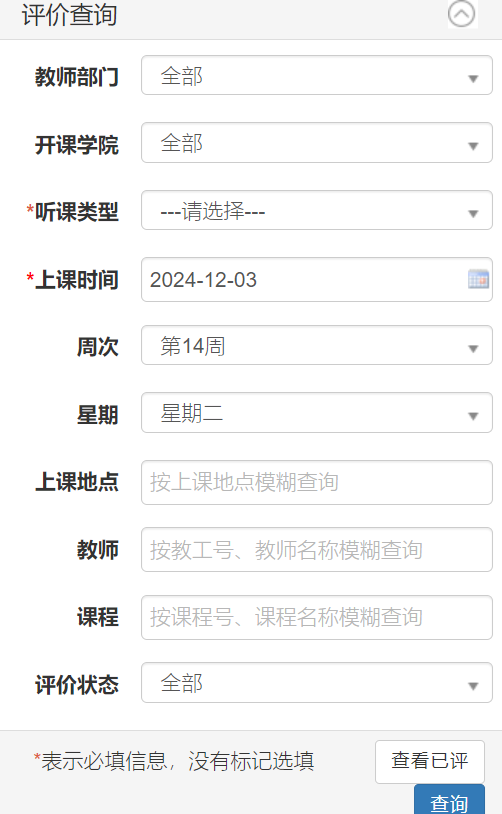 评价查询
教师部门 全部
开课学院 全部
*听课类型 ---请选择---
*上课时间 2024-12-03
周次 第14周
星期 星期二
上课地点 按上课地点模糊查询
教师 按教工号、教师名称模糊查询
课程 按课程号、课程名称模糊查询
评价状态 全部
*表示必填信息，没有标记选填 查看已评
查询